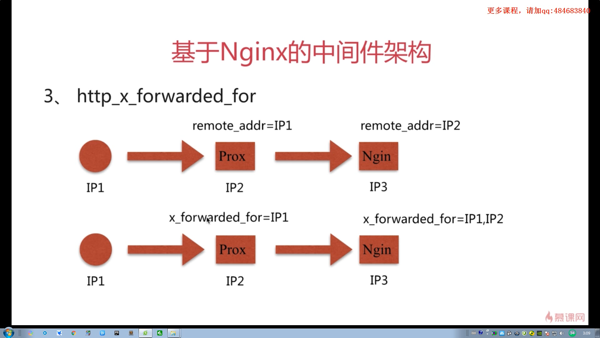 更多课程，请加qq:484683840
基于Nginx的中间件架构
3、 http_x_forwarded_for
remote_addr=IP1 remote_addr=IP2
Prox Ngin
IP1 IP2 IP3
x_forwarded_for=IP1 x_forwarded_for=IP1,IP2
Prox Ngin
IP1 IP2 IP3
慕课网